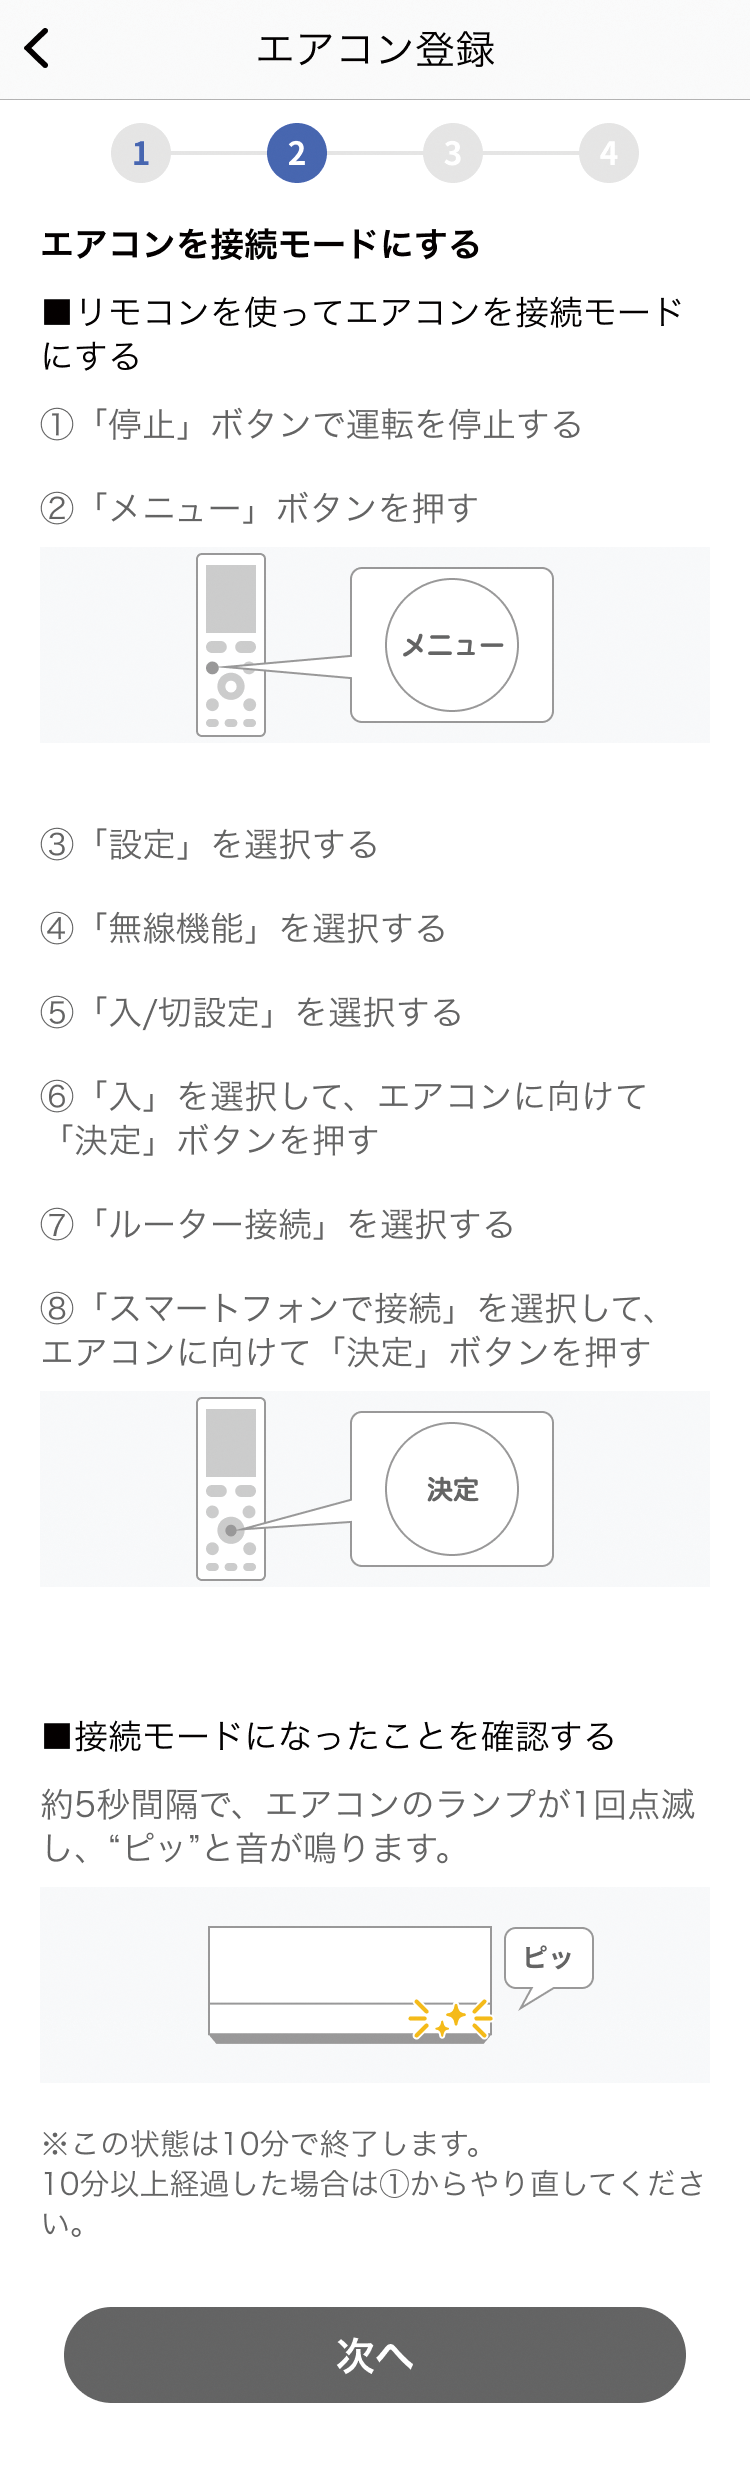 エアコン登録
1 2 3 4
エアコンを接続モードにする
■リモコンを使ってエアコンを接続モード
にする
①「停止」ボタンで運転を停止する
②「メニュー」ボタンを押す
メニュー
③「設定」を選択する
④「無線機能」を選択する
⑤「入/切設定」を選択する
⑥「入」を選択して、エアコンに向けて
「決定」ボタンを押す
⑦「ルーター接続」を選択する
⑧「スマートフォンで接続」を選択して、
エアコンに向けて「決定」ボタンを押す
決定
■接続モードになったことを確認する
約5秒間隔で、エアコンのランプが1回点滅
し、“ピッ”と音が鳴ります。
ピッ
※この状態は10分で終了します。
10分以上経過した場合は①からやり直してくださ
い。
次へ